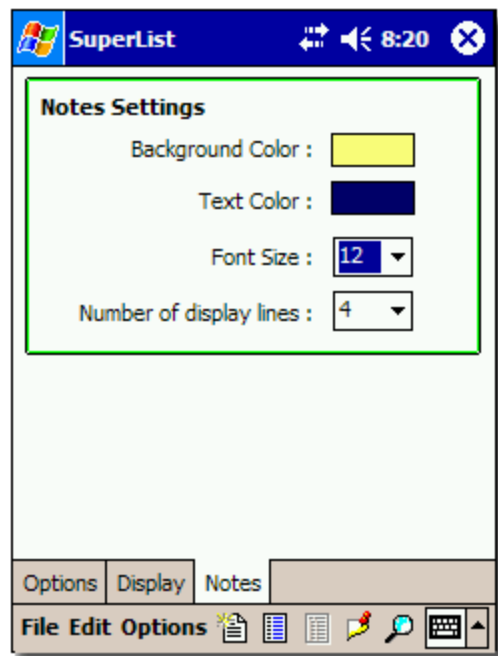 SuperList 8:20
Notes Settings
Background Color :
Text Color :
Font Size : 12
Number of display lines : 4
Options Display Notes
File Edit Options